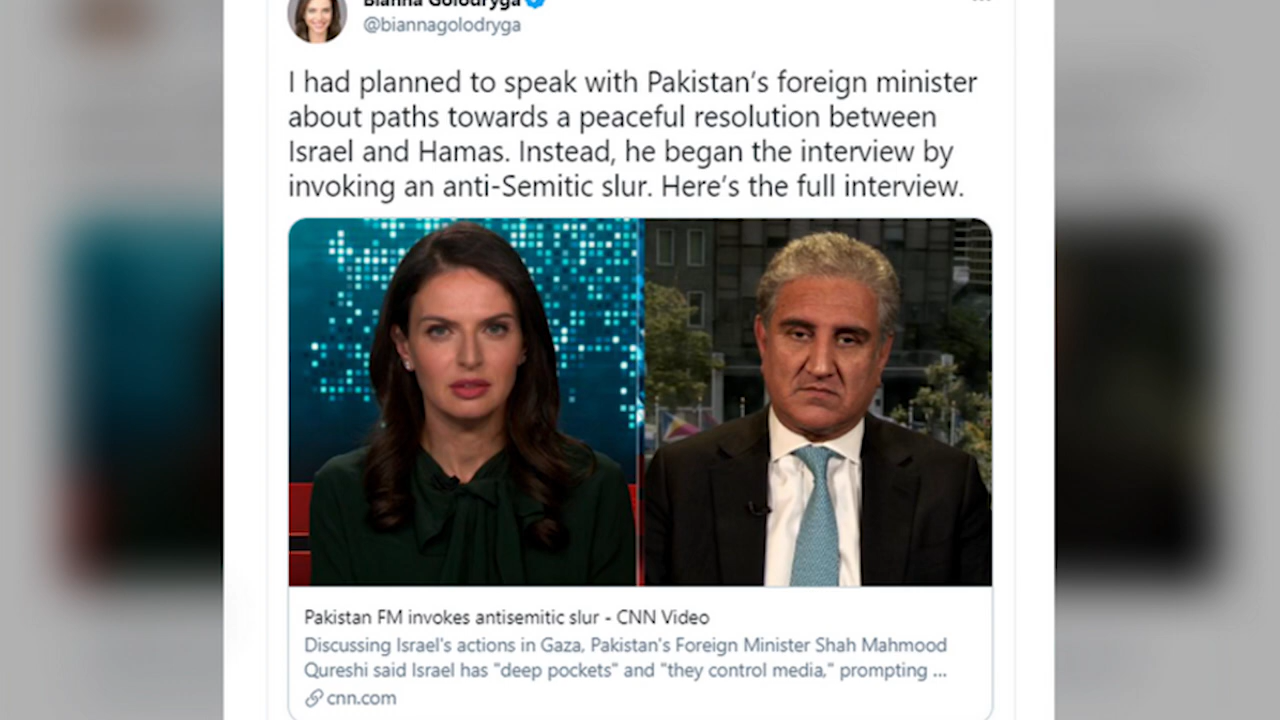 Bianna Golodryga
@biannagolodryga
I had planned to speak with Pakistan's foreign minister
about paths towards a peaceful resolution between
Israel and Hamas. Instead, he began the interview by
invoking an anti-Semitic slur. Here's the full interview.
Pakistan FM invokes antisemitic slur - CNN Video
Discussing Israel's actions in Gaza, Pakistan's Foreign Minister Shah Mahmood
Qureshi said Israel has "deep pockets" and "they control media," prompting ...
cnn.com